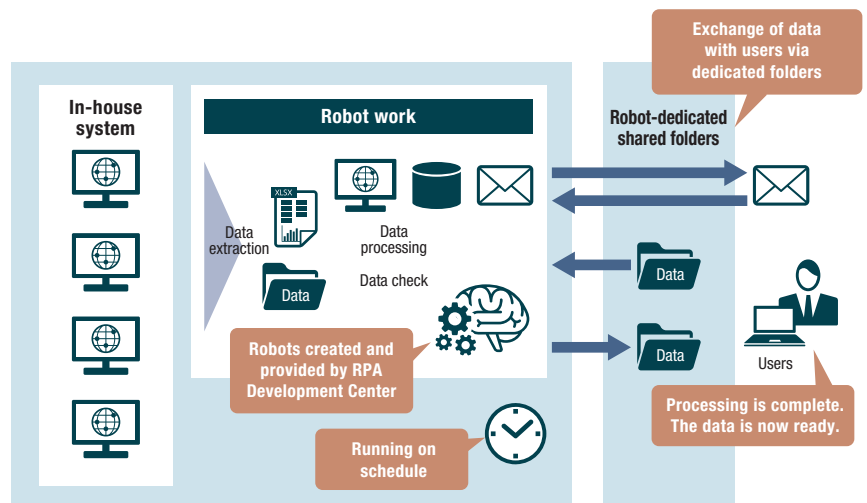 Exchange of data
with users via
dedicated folders
In-house
system
Robot work
Robot-dedicated
shared folders
XLSX
Data
extraction
Data
processing
Data check
Data
Data
Data
Robots created and
provided by RPA
Development Center
Users
Processing is complete.
The data is now ready.
Running on
schedule